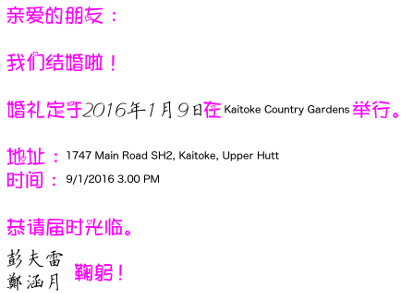 亲爱的朋友：
我们结婚啦！
婚礼定于2016年1月9日在 Kaitoke Country Gardens 举行。
地址：1747 Main Road SH2, Kaitoke, Upper Hutt
时间：9/1/2016 3.00 PM
恭请届时光临。
彭夫雷
鄭涵月 鞠躬！